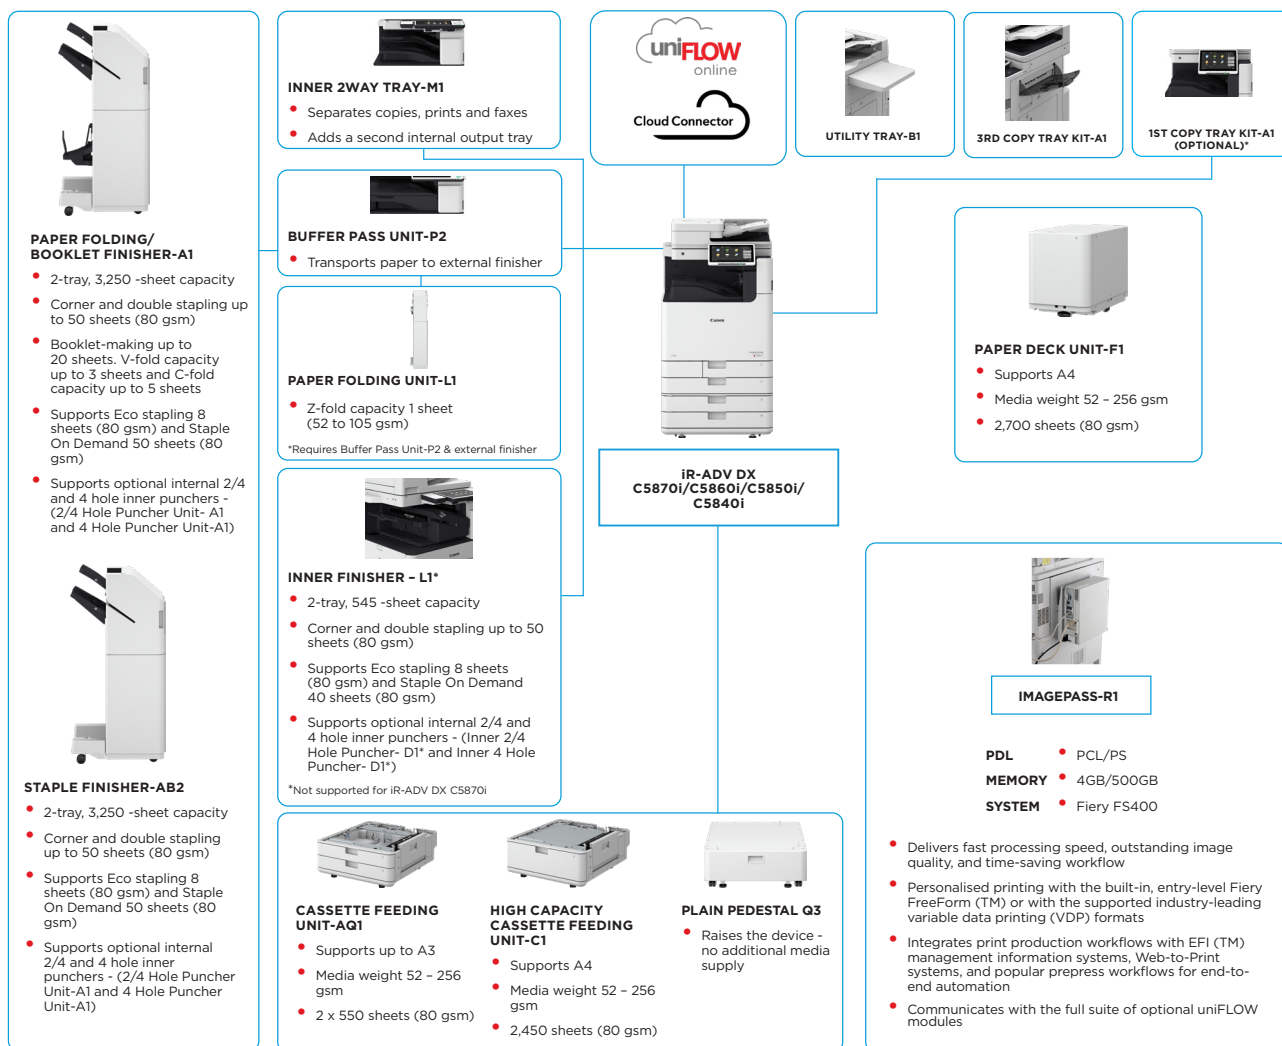 PAPER FOLDING/
BOOKLET FINISHER-A1
• 2-tray, 3,250 -sheet capacity
• Corner and double stapling up
to 50 sheets (80 gsm)
• Booklet-making up to
20 sheets. V-fold capacity
up to 3 sheets and C-fold
capacity up to 5 sheets
• Supports Eco stapling 8
sheets (80 gsm) and Staple
On Demand 50 sheets (80
gsm)
• Supports optional internal 2/4
and 4 hole inner punchers -
(2/4 Hole Puncher Unit- A1
and 4 Hole Puncher Unit-A1)
STAPLE FINISHER-AB2
• 2-tray, 3,250 -sheet capacity
• Corner and double stapling
up to 50 sheets (80 gsm)
• Supports Eco stapling 8
sheets (80 gsm) and Staple
On Demand 50 sheets (80
gsm)
• Supports optional internal
2/4 and 4 hole inner
punchers - (2/4 Hole Puncher
Unit-A1 and 4 Hole Puncher
Unit-A1)
INNER 2WAY TRAY-M1
• Separates copies, prints and faxes
• Adds a second internal output tray
BUFFER PASS UNIT-P2
• Transports paper to external finisher
PAPER FOLDING UNIT-L1
• Z-fold capacity 1 sheet
(52 to 105 gsm)
*Requires Buffer Pass Unit-P2 & external finisher
INNER FINISHER – L1*
• 2-tray, 545 -sheet capacity
• Corner and double stapling up to 50
sheets (80 gsm)
• Supports Eco stapling 8 sheets
(80 gsm) and Staple On Demand
40 sheets (80 gsm)
• Supports optional internal 2/4 and
4 hole inner punchers - (Inner 2/4
Hole Puncher- D1* and Inner 4 Hole
Puncher- D1*)
*Not supported for iR-ADV DX C5870i
uniFLOW
online
Cloud Connector
UTILITY TRAY-B1
3RD COPY TRAY KIT-A1
1ST COPY TRAY KIT-A1
(OPTIONAL)*
Canon
iR-ADV DX
C5870i/C5860i/C5850i/
C5840i
PAPER DECK UNIT-F1
• Supports A4
• Media weight 52 – 256 gsm
• 2,700 sheets (80 gsm)
CASSETTE FEEDING
UNIT-AQ1
• Supports up to A3
• Media weight 52 – 256
gsm
• 2 x 550 sheets (80 gsm)
HIGH CAPACITY
CASSETTE FEEDING
UNIT-C1
• Supports A4
• Media weight 52 – 256
gsm
• 2,450 sheets (80 gsm)
PLAIN PEDESTAL Q3
• Raises the device -
no additional media
supply
IMAGEPASS-R1
PDL • PCL/PS
MEMORY • 4GB/500GB
SYSTEM • Fiery FS400
• Delivers fast processing speed, outstanding image
quality, and time-saving workflow
• Personalised printing with the built-in, entry-level Fiery
FreeForm (TM) or with the supported industry-leading
variable data printing (VDP) formats
• Integrates print production workflows with EFI (TM)
management information systems, Web-to-Print
systems, and popular prepress workflows for end-to-
end automation
• Communicates with the full suite of optional uniFLOW
modules